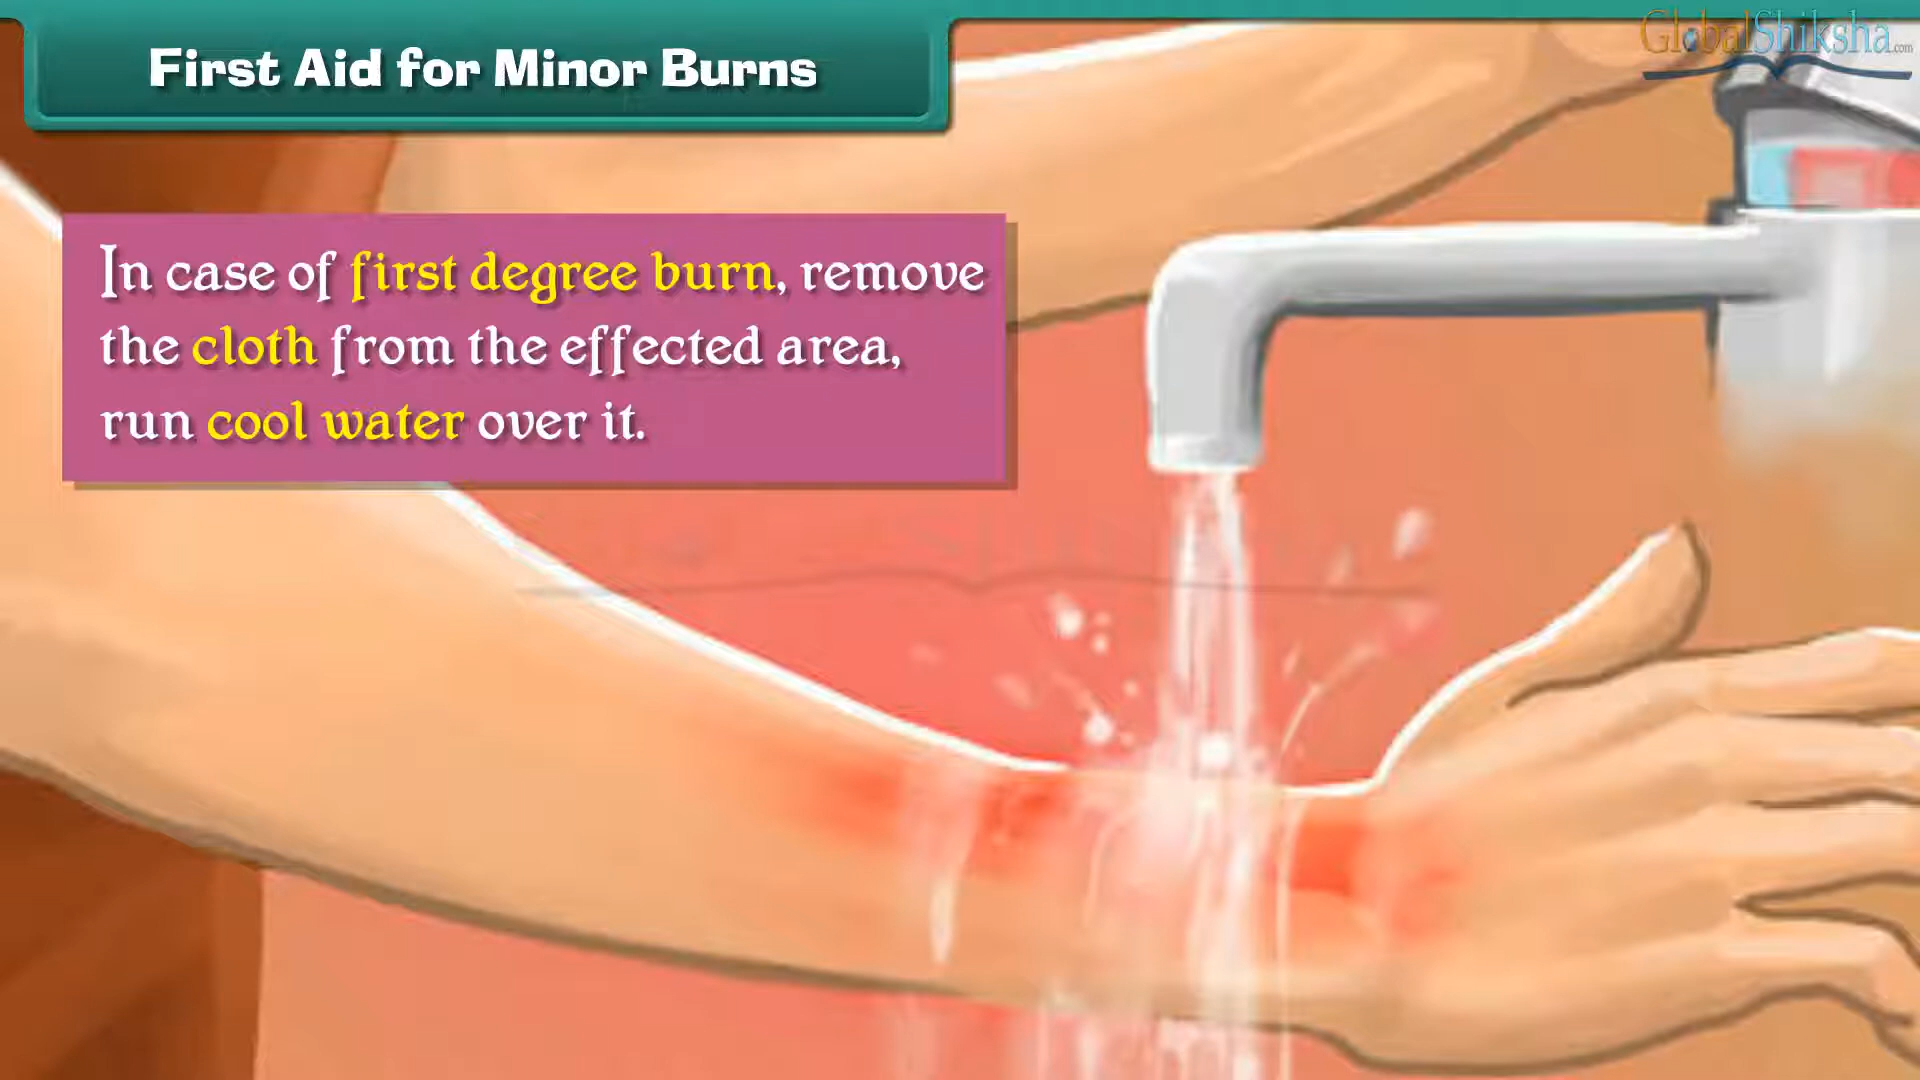 First Aid for Minor Burns
GlobalShiksha.com
In case of first degree burn, remove
the cloth from the effected area,
run cool water over it.